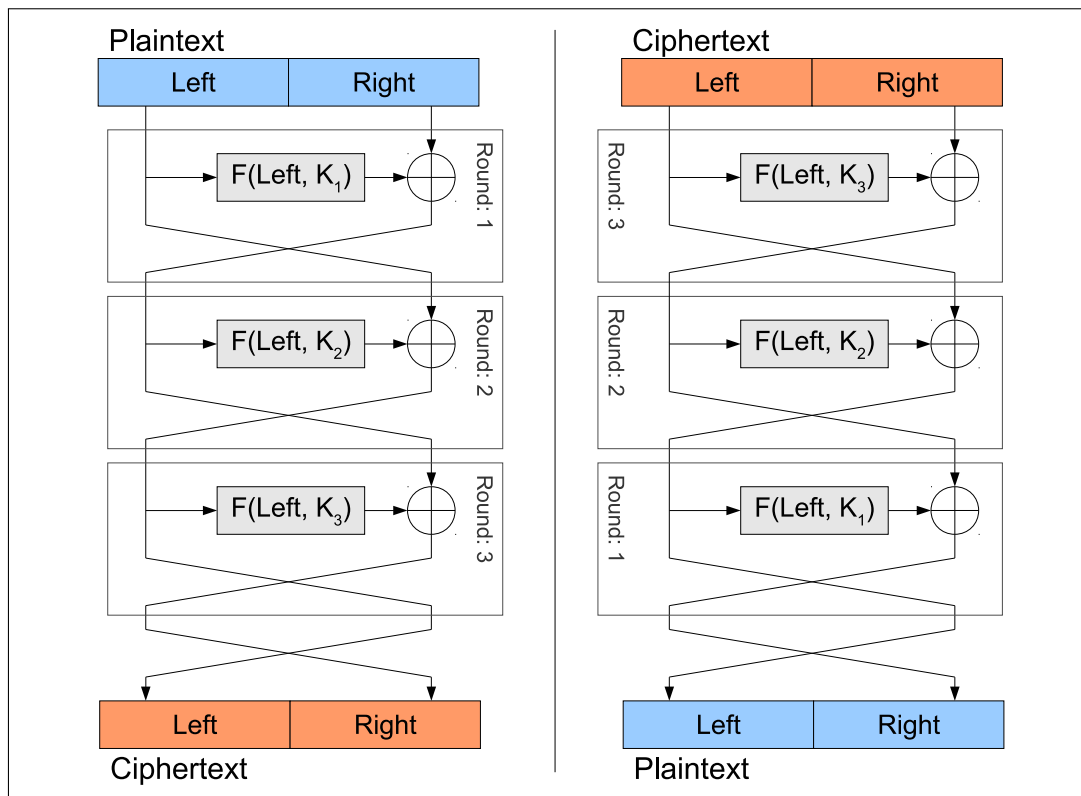 Plaintext
Left Right
F(Left, K₁)
Round: 1
F(Left, K₂)
Round: 2
F(Left, K₃)
Round: 3
Left Right
Ciphertext
Ciphertext
Left Right
F(Left, K₃)
Round: 3
F(Left, K₂)
Round: 2
F(Left, K₁)
Round: 1
Left Right
Plaintext